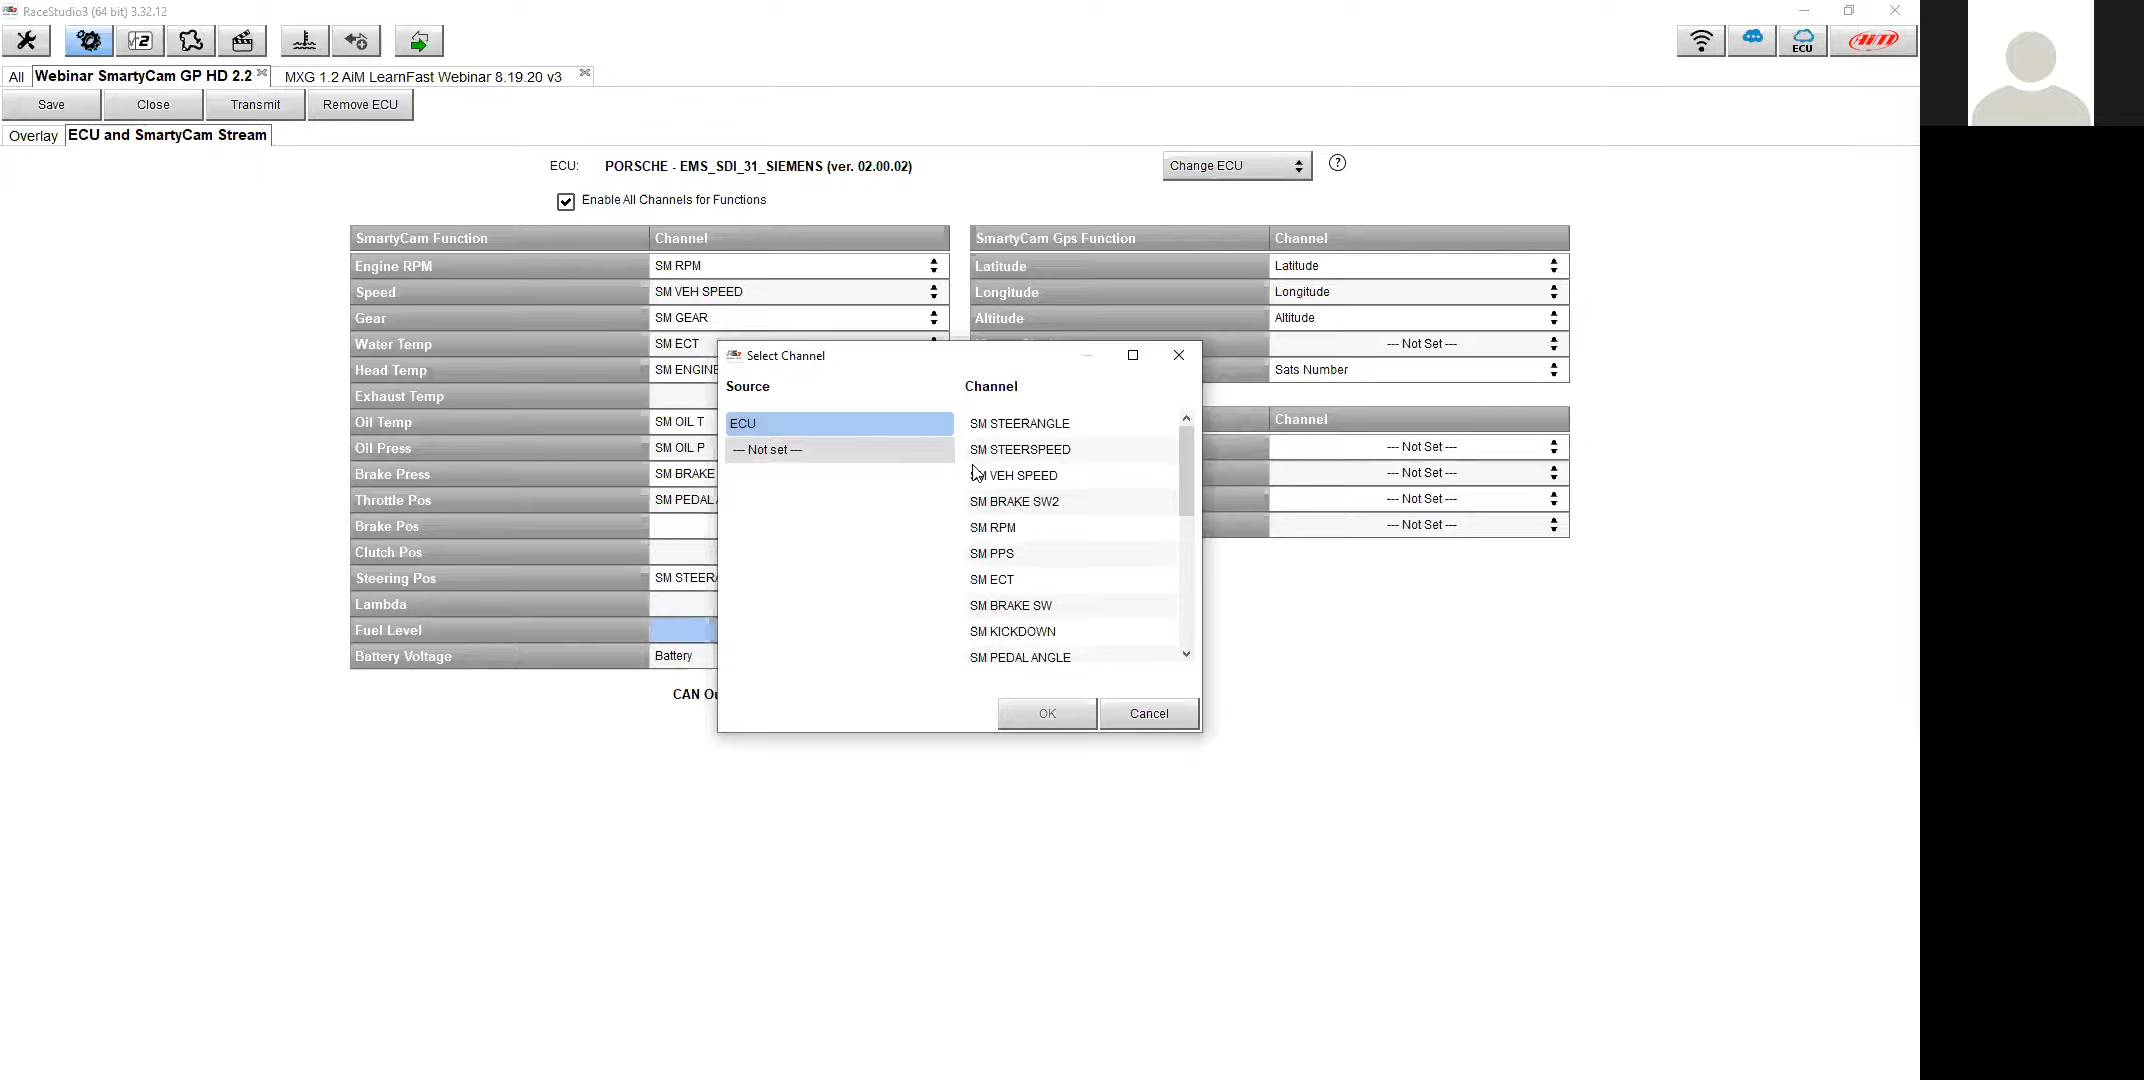 RaceStudio3 (64 bit) 3.32.12
ECU
AiM
All
Webinar SmartyCam GP HD 2.2
MXG 1.2 AiM LearnFast Webinar 8.19.20 v3
Save
Close
Transmit
Remove ECU
Overlay
ECU and SmartyCam Stream
ECU:
PORSCHE - EMS_SDI_31_SIEMENS (ver. 02.00.02)
Change ECU
?
Enable All Channels for Functions
SmartyCam Function
Channel
Engine RPM
SM RPM
Speed
SM VEH SPEED
Gear
SM GEAR
Water Temp
SM ECT
Head Temp
SM ENGINE
Exhaust Temp
Oil Temp
SM OIL T
Oil Press
SM OIL P
Brake Press
SM BRAKE
Throttle Pos
SM PEDAL
Brake Pos
Clutch Pos
Steering Pos
SM STEER
Lambda
Fuel Level
Battery Voltage
Battery
CAN Ou
SmartyCam Gps Function
Channel
Latitude
Latitude
Longitude
Longitude
Altitude
Altitude
--- Not Set ---
Sats Number
Channel
--- Not Set ---
--- Not Set ---
--- Not Set ---
--- Not Set ---
Select Channel
Source
ECU
--- Not set ---
Channel
SM STEERANGLE
SM STEERSPEED
SM VEH SPEED
SM BRAKE SW2
SM RPM
SM PPS
SM ECT
SM BRAKE SW
SM KICKDOWN
SM PEDAL ANGLE
OK
Cancel